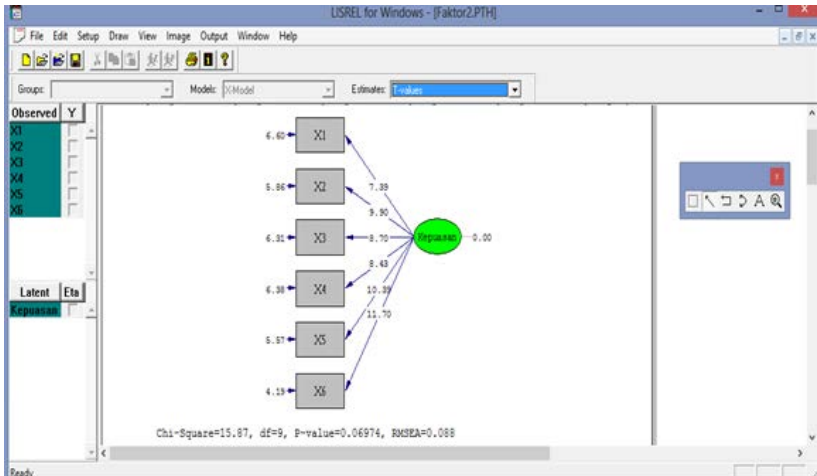 LISREL for Windows - [Faktor2.PTH]
File Edit Setup Draw View Image Output Window Help
Groups: Models: X-Model Estimates: T-values
Observed Y
X1
X2
X3
X4
X5
X6
Latent Eta
Kepuasan
6.60 X1
5.86 X2
6.31 X3
6.38 X4
5.57 X5
4.19 X6
7.39
9.90
8.70
8.43
10.39
11.70
Kepuasan 0.00
A
Chi-Square=15.87, df=9, P-value=0.06974, RMSEA=0.088
Ready